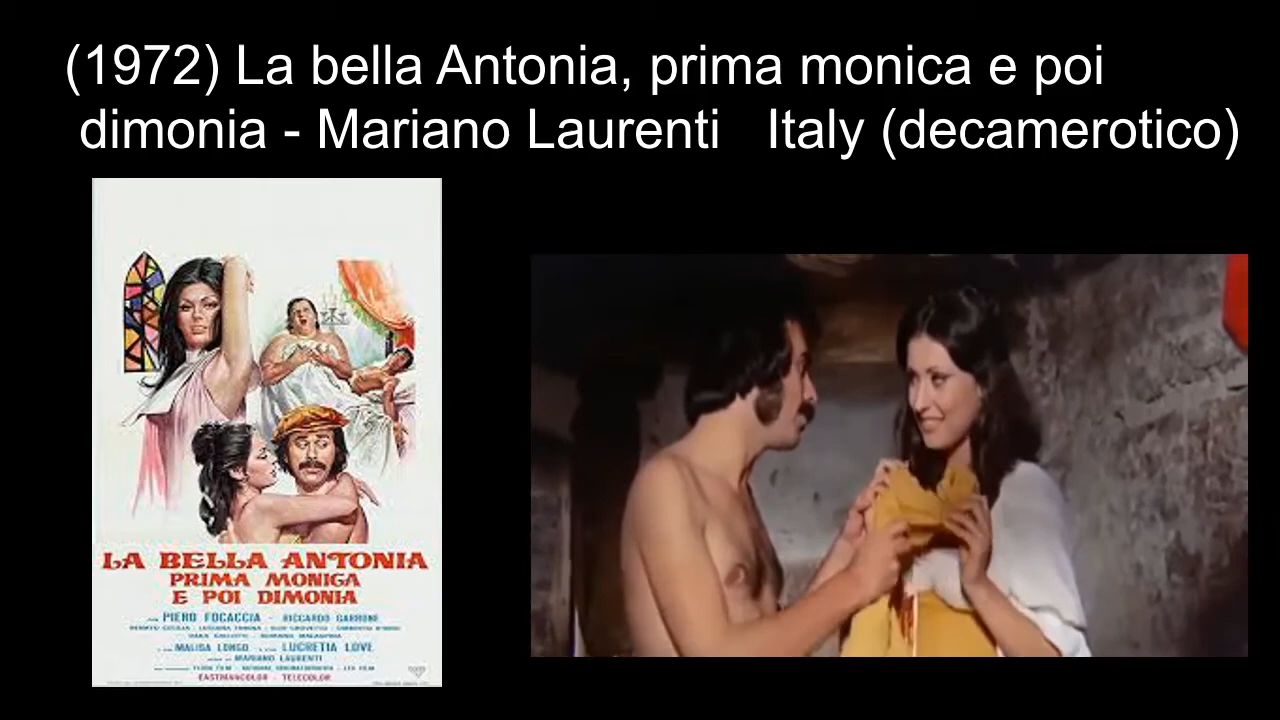 (1972) La bella Antonia, prima monica e poi
dimonia - Mariano Laurenti Italy (decamerotico)
LA BELLA ANTONIA
PRIMA MONICA
E POI DIMONIA
PIERO FOCACCIA - RICCARDO GARRONE
MALISA LONGO LUCRETIA LOVE
MARIANO LAURENTI
EASTMANCOLOR - TELECOLOR